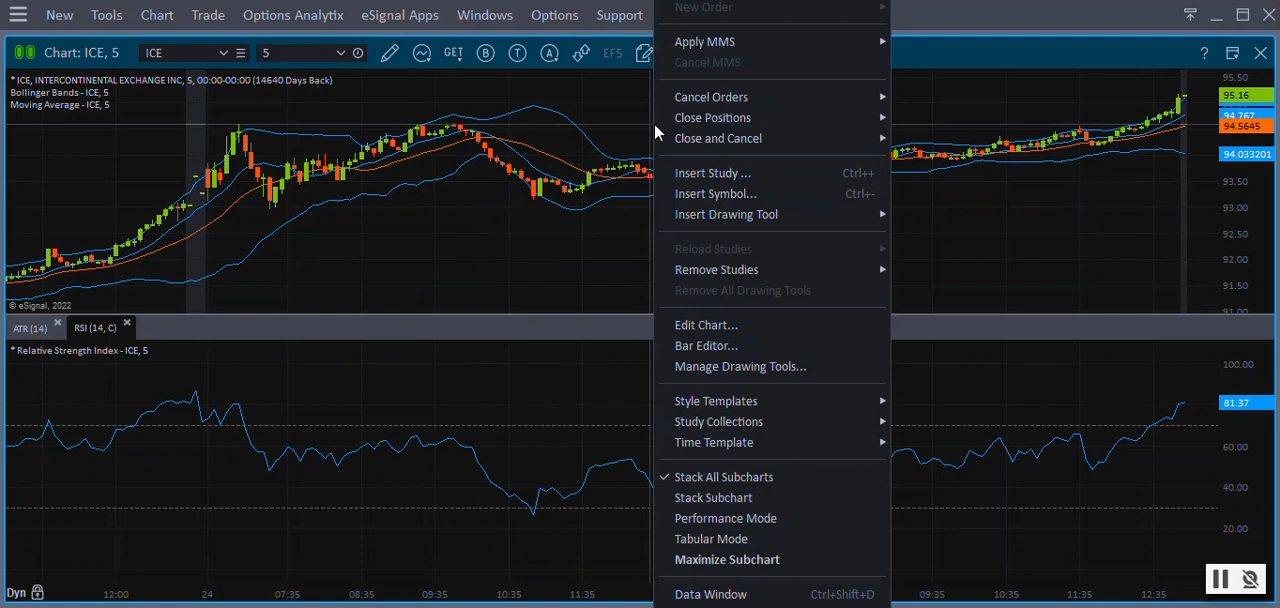 New Tools Chart Trade Options Analytix eSignal Apps Windows Options Support
Chart: ICE, 5 ICE 5 GET B T A EFS ?
* ICE, INTERCONTINENTAL EXCHANGE INC, 5, 00:00-00:00 (14640 Days Back)
Bollinger Bands - ICE, 5
Moving Average - ICE, 5
95.50
95.16
94.767
94.5645
94.033201
93.50
93.00
92.50
92.00
91.50
91.00
© eSignal, 2022
New Order
Apply MMS
Cancel MMS
Cancel Orders
Close Positions
Close and Cancel
Insert Study ... Ctrl++
Insert Symbol... Ctrl+-
Insert Drawing Tool
Reload Studies
Remove Studies
Remove All Drawing Tools
Edit Chart...
Bar Editor...
Manage Drawing Tools...
Style Templates
Study Collections
Time Template
Stack All Subcharts
Stack Subchart
Performance Mode
Tabular Mode
Maximize Subchart
Data Window Ctrl+Shift+D
ATR (14) RSI (14, C)
* Relative Strength Index - ICE, 5
100.00
81.37
60.00
40.00
20.00
Dyn 12:00 24 07:35 08:35 09:35 10:35 11:35 09:35 10:35 11:35 12:35